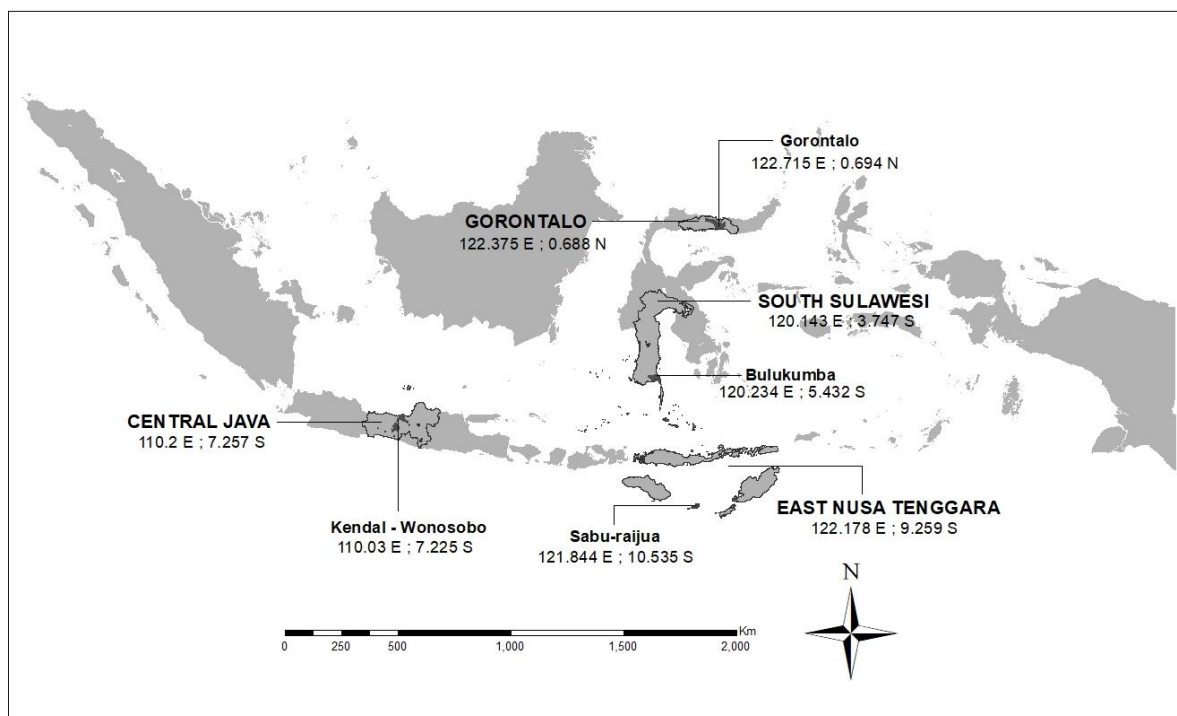 Gorontalo
122.715 E ; 0.694 N
GORONTALO
122.375 E ; 0.688 N
SOUTH SULAWESI
120.143 E ; 3.747 S
Bulukumba
120.234 E ; 5.432 S
CENTRAL JAVA
110.2 E ; 7.257 S
Kendal - Wonosobo
110.03 E ; 7.225 S
Sabu-raijua
121.844 E ; 10.535 S
EAST NUSA TENGGARA
122.178 E ; 9.259 S
N
Km
0 250 500 1,000 1,500 2,000